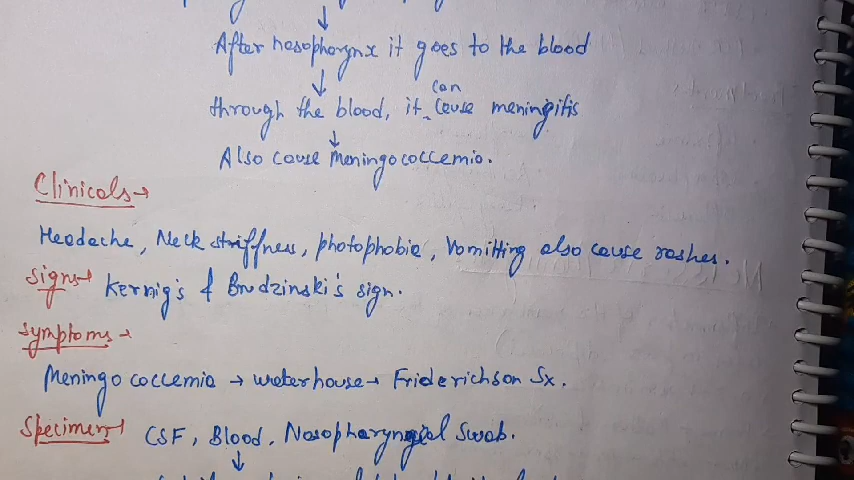 After nasopharynx it goes to the blood
↓
can
through the blood, it cause meningitis
↓
Also cause Meningococcemia.
Clinicals →
Headache, Neck striffness, photophobia, Vomitting also cause rashes.
Signs → Kernig's & Brudzinski's sign.
Symptoms →
Meningococcemia → waterhouse → Friderichson Sx.
Specimen → CSF, Blood, Nasopharyngeal Swab.
↓